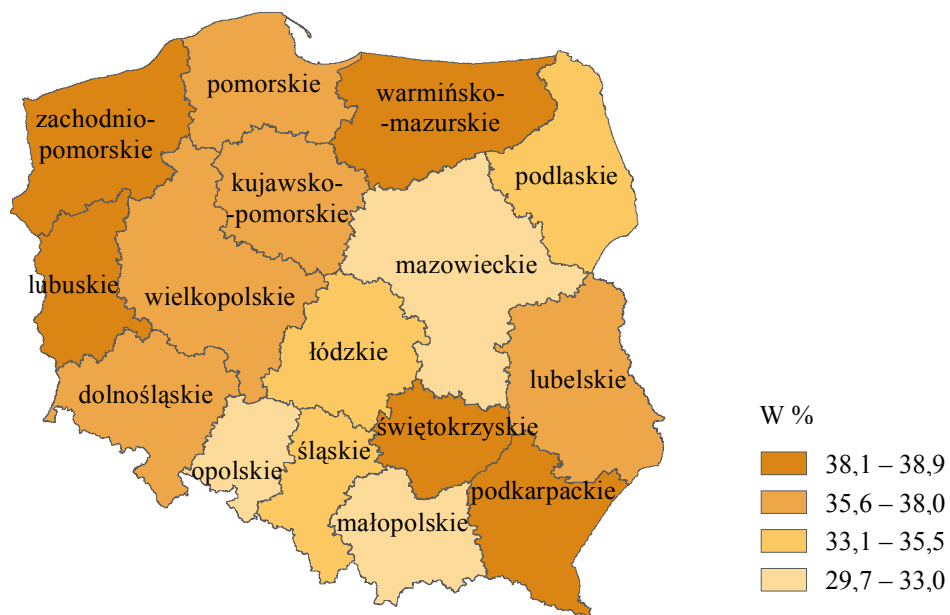 pomorskie
warmińsko-
-mazurskie
zachodnio-
pomorskie
podlaskie
kujawsko-
-pomorskie
mazowieckie
lubuskie
wielkopolskie
łódzkie
lubelskie
dolnośląskie
świętokrzyskie
śląskie
opolskie
podkarpackie
małopolskie
W %
38,1 – 38,9
35,6 – 38,0
33,1 – 35,5
29,7 – 33,0